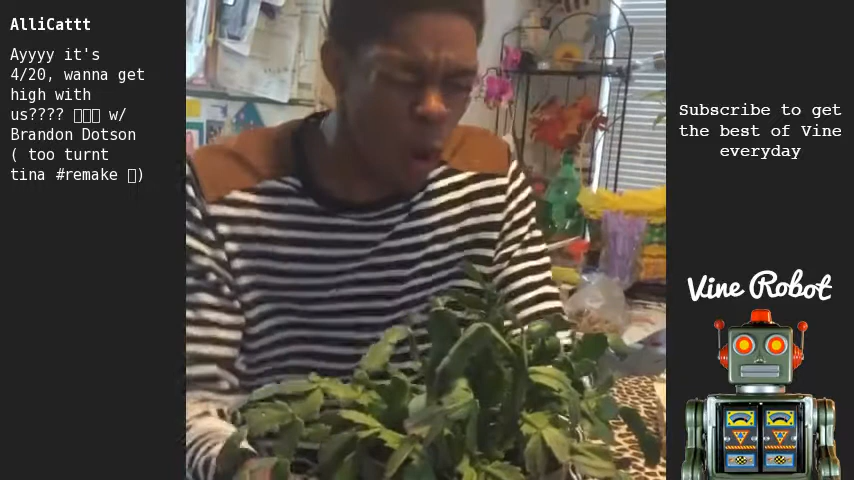 AlliCattt
Ayyyy it's
4/20, wanna get
high with
us???? □□□ w/
Brandon Dotson
( too turnt
tina #remake □)
Subscribe to get
the best of Vine
everyday
Vine Robot